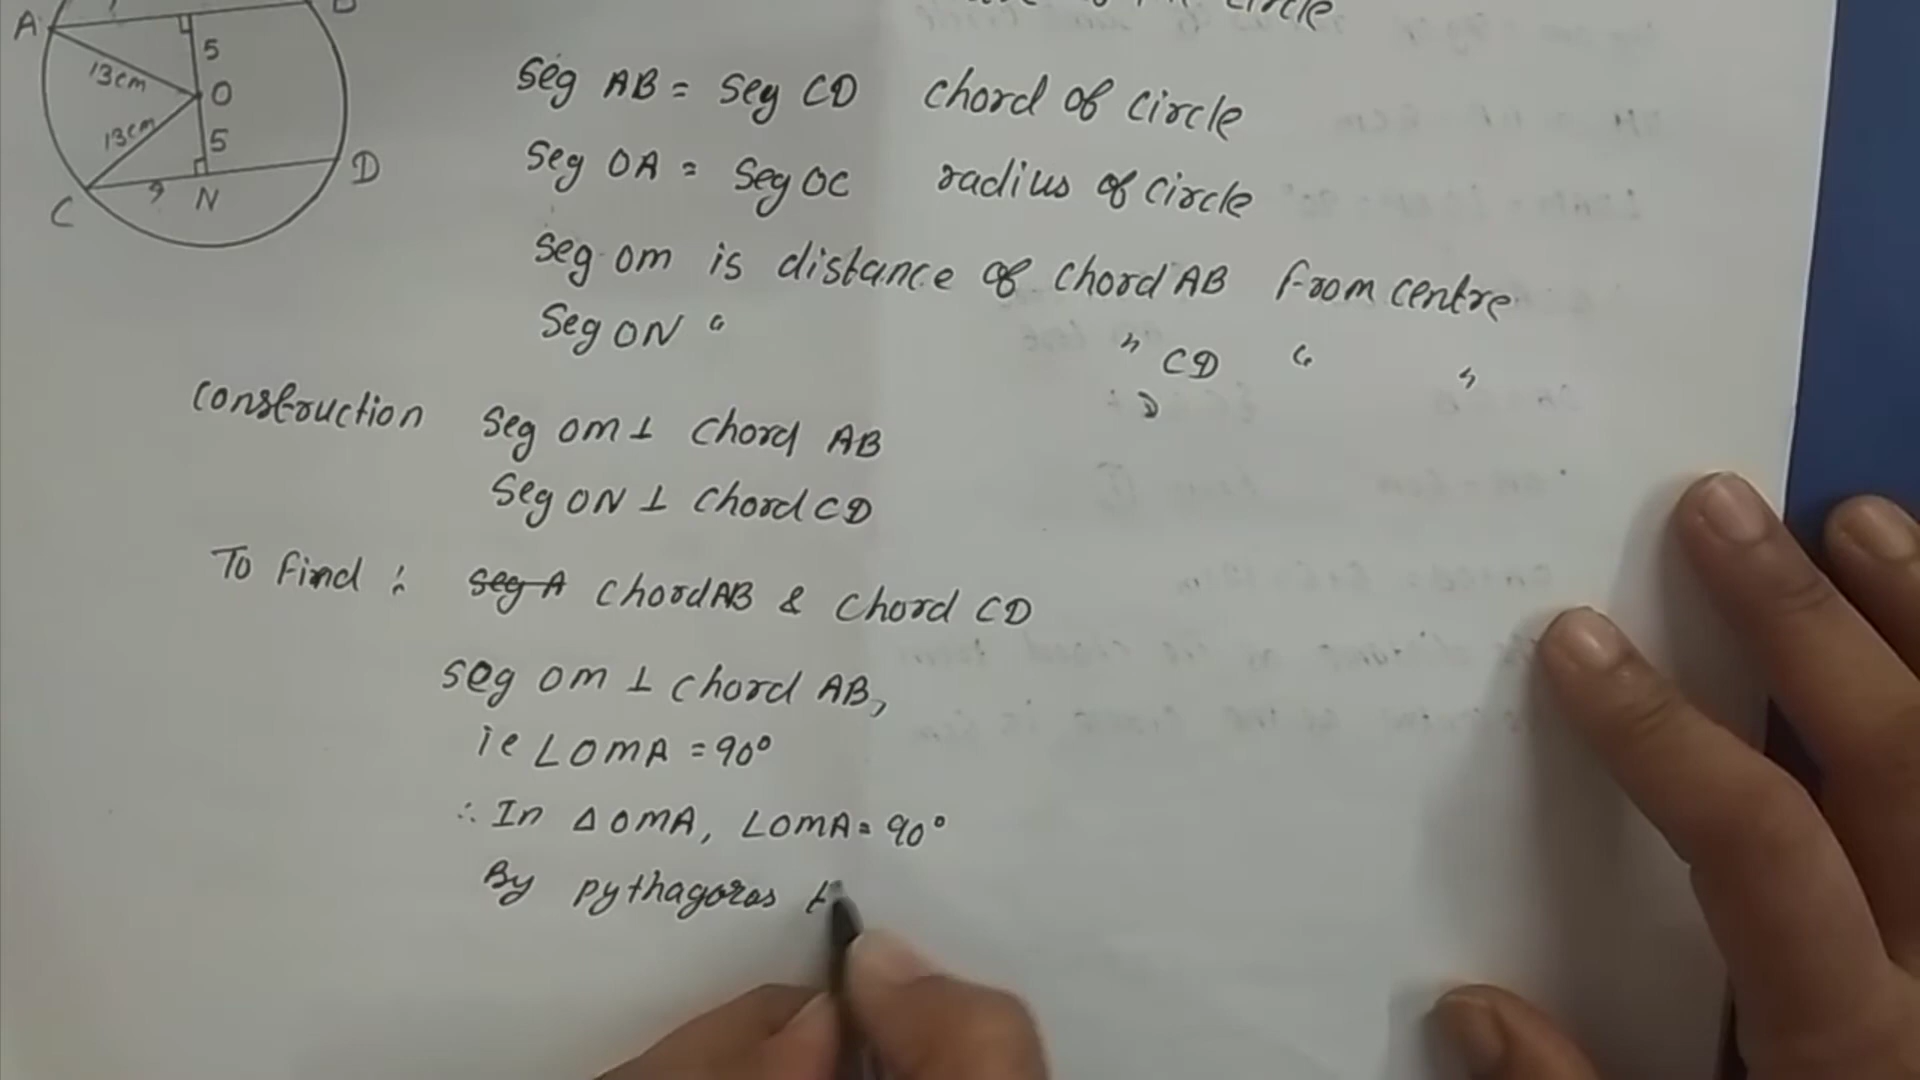 A
5
13cm
O
13cm
5
D
C
N
circle
seg AB = seg CD chord of circle
seg OA = seg OC radius of circle
seg om is distance of chord AB from centre
seg ON " " CD " "
D
construction seg om ⊥ chord AB
seg ON ⊥ chord CD
To find : seg A chord AB & chord CD
seg om ⊥ chord AB,
ie ∠OMA = 90°
∴ In Δ OMA, ∠OMA = 90°
By pythagoras t